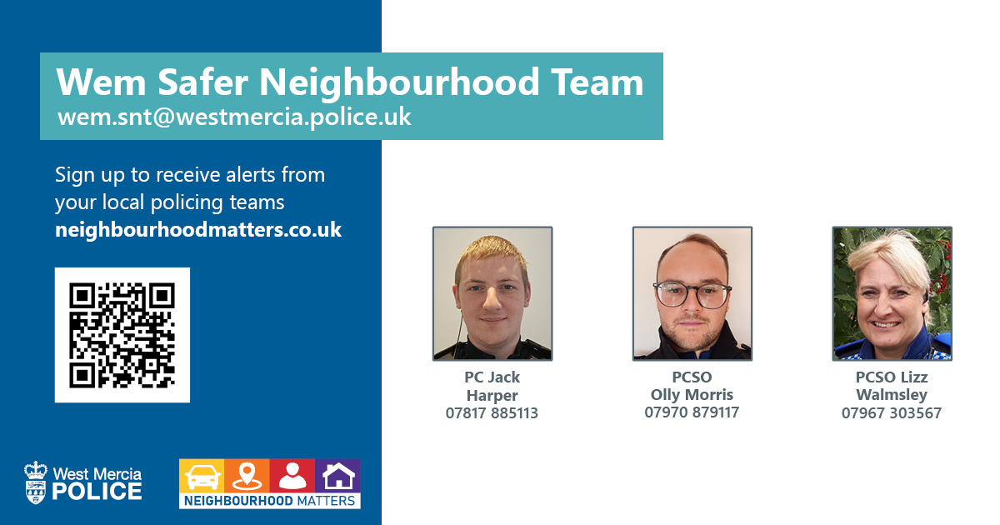 Wem Safer Neighbourhood Team
wem.snt@westmercia.police.uk
Sign up to receive alerts from
your local policing teams
neighbourhoodmatters.co.uk
West Mercia
POLICE
NEIGHBOURHOOD MATTERS
PC Jack
Harper
07817 885113
PCSO
Olly Morris
07970 879117
PCSO Lizz
Walmsley
07967 303567